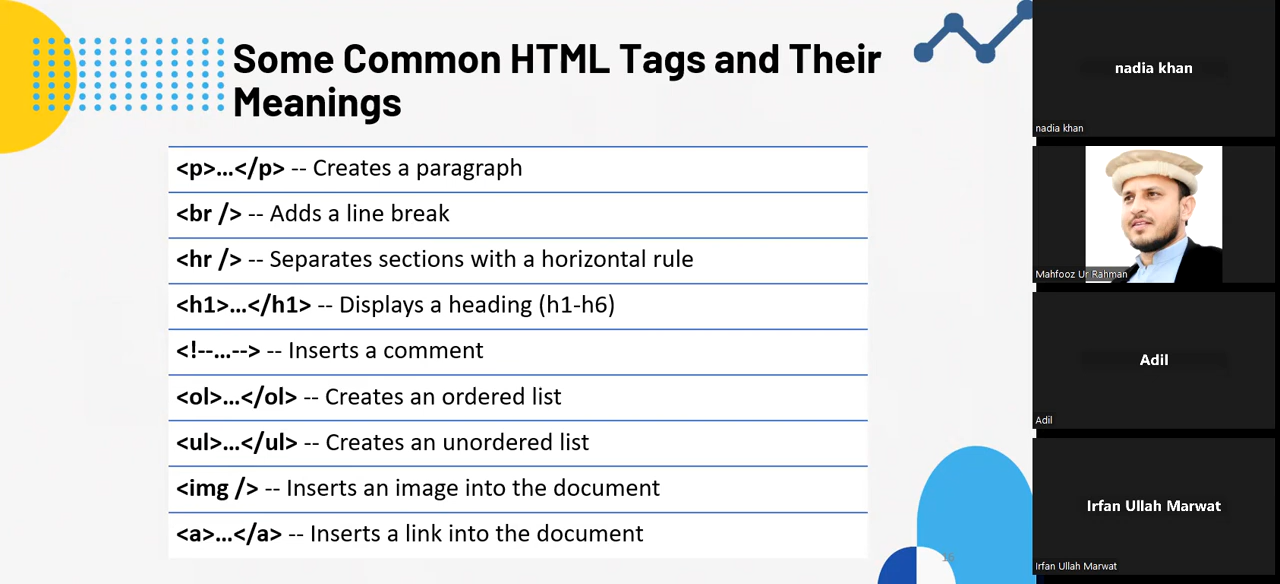 Some Common HTML Tags and Their
Meanings
<p>...</p> -- Creates a paragraph
<br /> -- Adds a line break
<hr /> -- Separates sections with a horizontal rule
<h1>...</h1> -- Displays a heading (h1-h6)
<!--...--> -- Inserts a comment
<ol>...</ol> -- Creates an ordered list
<ul>...</ul> -- Creates an unordered list
<img /> -- Inserts an image into the document
<a>...</a> -- Inserts a link into the document
nadia khan
nadia khan
Mahfooz Ur Rahman
Adil
Adil
Irfan Ullah Marwat
Irfan Ullah Marwat